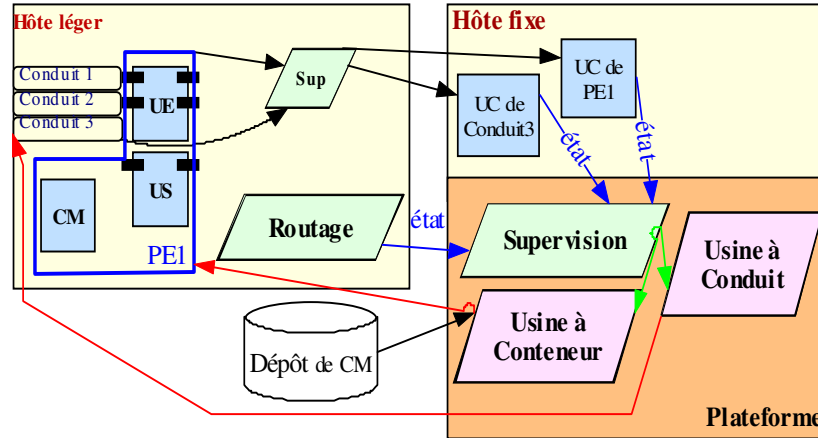 Hôte léger
Conduit 1
Conduit 2
Conduit 3
UE
US
CM
PE1
Sup
Routage
état
Dépôt de CM
Hôte fixe
UC de
Conduit3
UC de
PE1
état
état
Supervision
Usine à
Conduit
Usine à
Conteneur
Plateforme